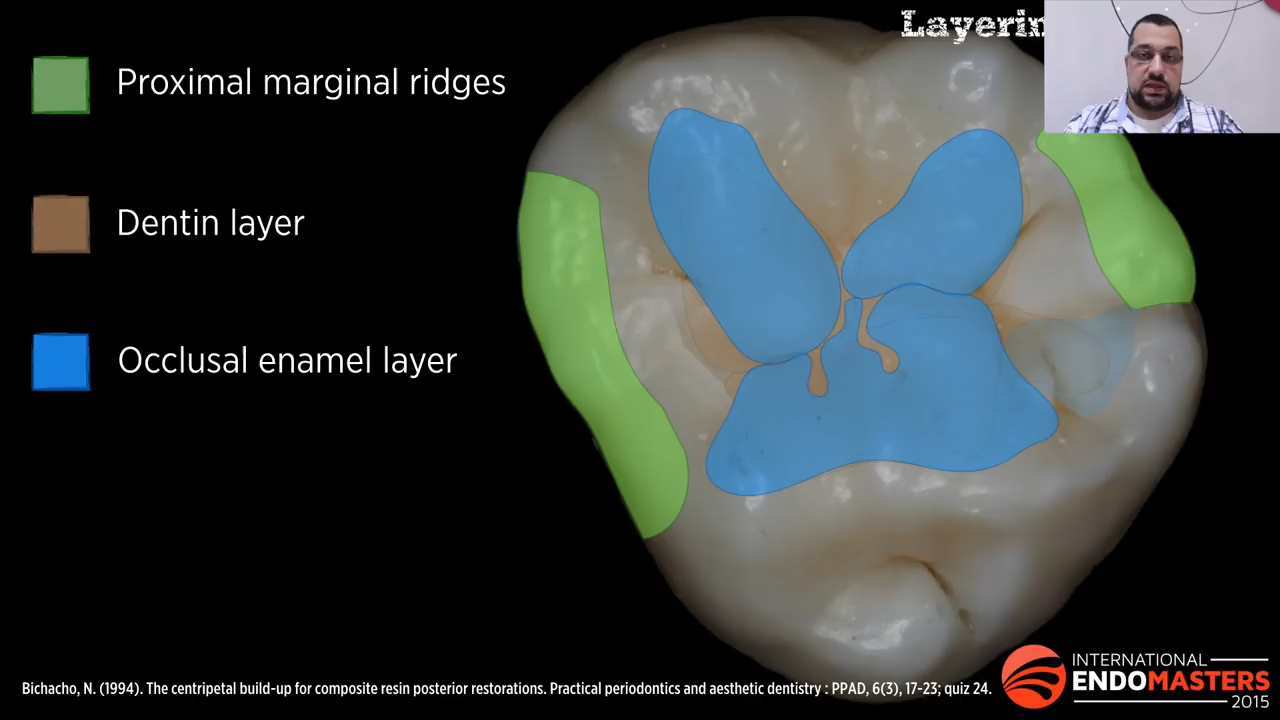 Proximal marginal ridges
Dentin layer
Occlusal enamel layer
Bichacho, N. (1994). The centripetal build-up for composite resin posterior restorations. Practical periodontics and aesthetic dentistry : PPAD, 6(3), 17-23; quiz 24.
INTERNATIONAL
ENDOMASTERS
2015